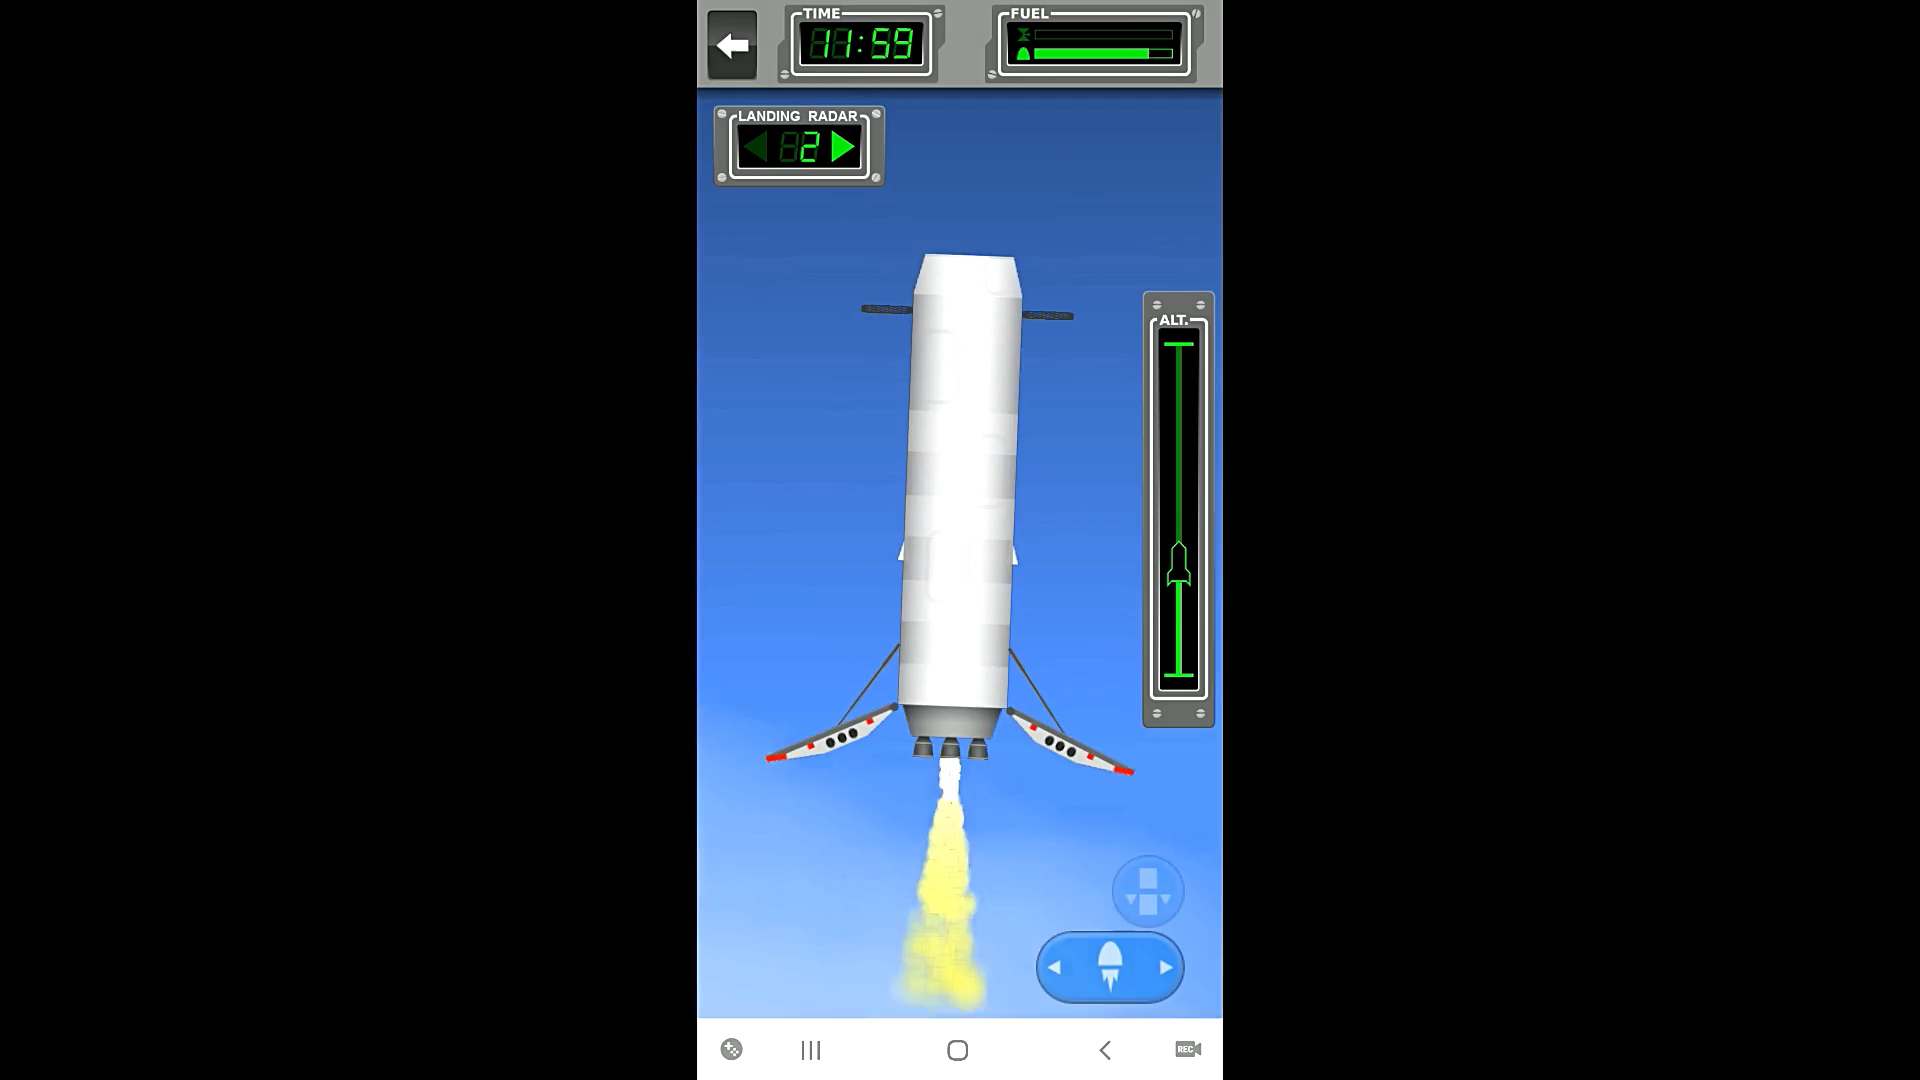 TIME
11:59
FUEL
LANDING RADAR
2
ALT.
REC